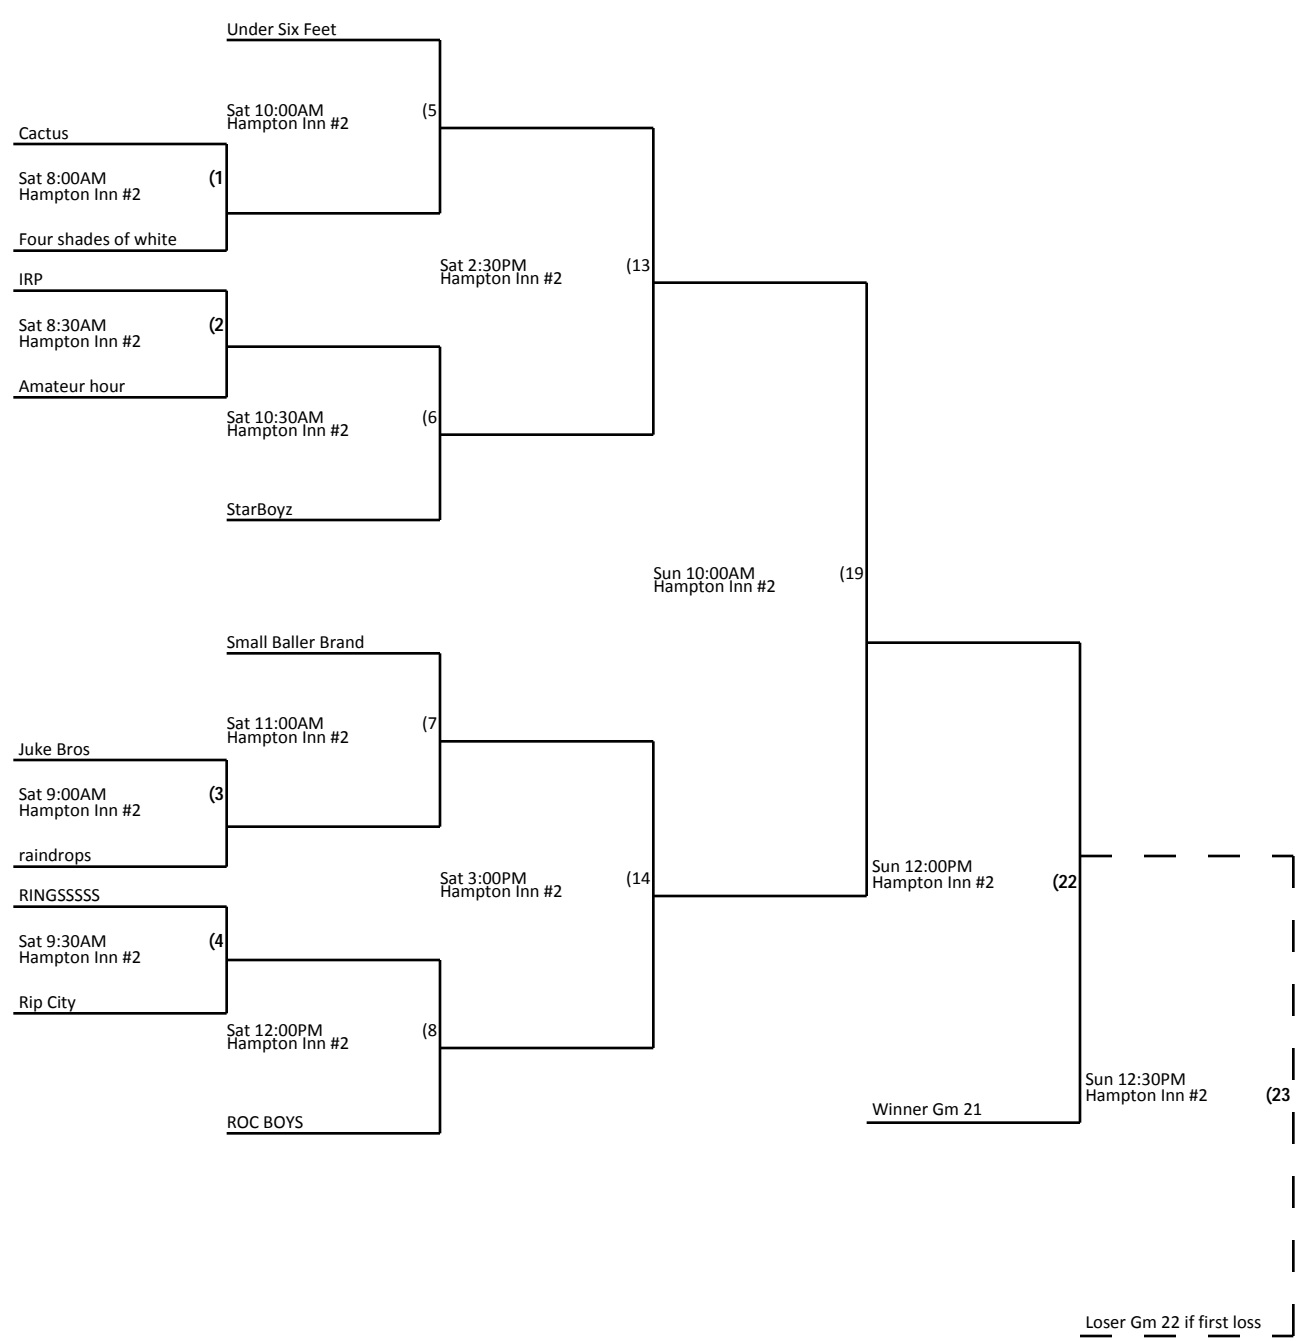 Under Six Feet
Sat 10:00AM (5
Hampton Inn #2
Cactus
Sat 8:00AM (1
Hampton Inn #2
Four shades of white
Sat 2:30PM (13
Hampton Inn #2
IRP
Sat 8:30AM (2
Hampton Inn #2
Amateur hour
Sat 10:30AM (6
Hampton Inn #2
StarBoyz
Sun 10:00AM (19
Hampton Inn #2
Small Baller Brand
Sat 11:00AM (7
Hampton Inn #2
Juke Bros
Sat 9:00AM (3
Hampton Inn #2
raindrops
Sat 3:00PM (14
Hampton Inn #2
Sun 12:00PM
Hampton Inn #2 (22
RINGSSSSS
Sat 9:30AM (4
Hampton Inn #2
Rip City
Sat 12:00PM (8
Hampton Inn #2
ROC BOYS
Sun 12:30PM
Hampton Inn #2 (23
Winner Gm 21
Loser Gm 22 if first loss